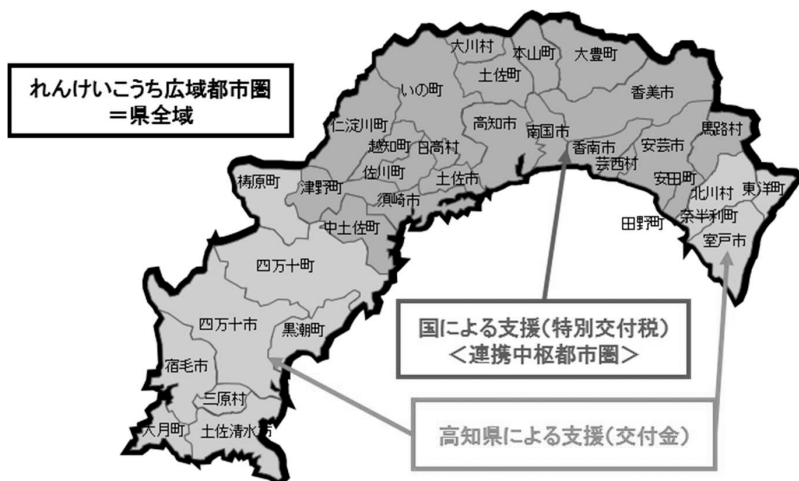 れんけいこうち広域都市圏
＝県全域
大川村
本山町
大豊町
土佐町
いの町
香美市
仁淀川町
高知市
南国市
馬路村
越知町
日高村
香南市
安芸市
芸西村
佐川町
土佐市
安田町
北川村
東洋町
梼原町
津野町
須崎市
田野町
奈半利町
中土佐町
室戸市
四万十町
四万十市
黒潮町
国による支援（特別交付税）
＜連携中枢都市圏＞
宿毛市
三原村
高知県による支援（交付金）
大月町
土佐清水市